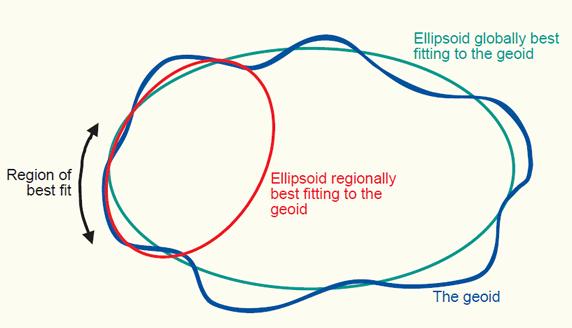 Ellipsoid globally best
fitting to the geoid
Region of
best fit
Ellipsoid regionally
best fitting to the
geoid
The geoid